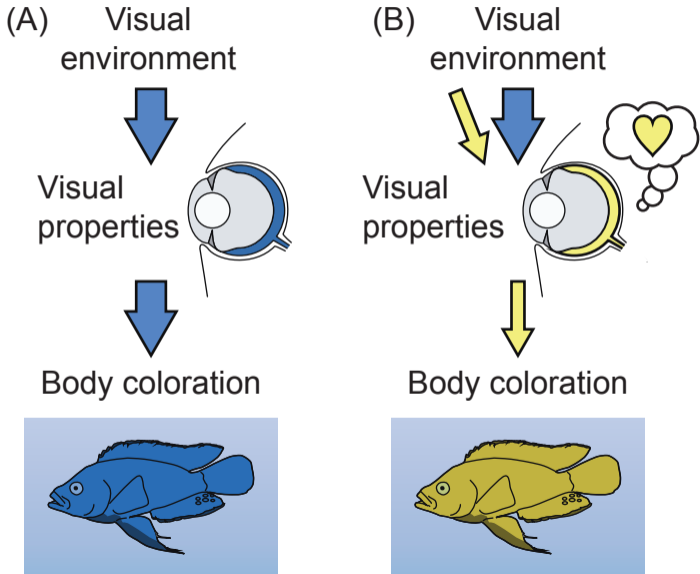 (A)
Visual
environment
Visual
properties
Body coloration
(B)
Visual
environment
Visual
properties
Body coloration